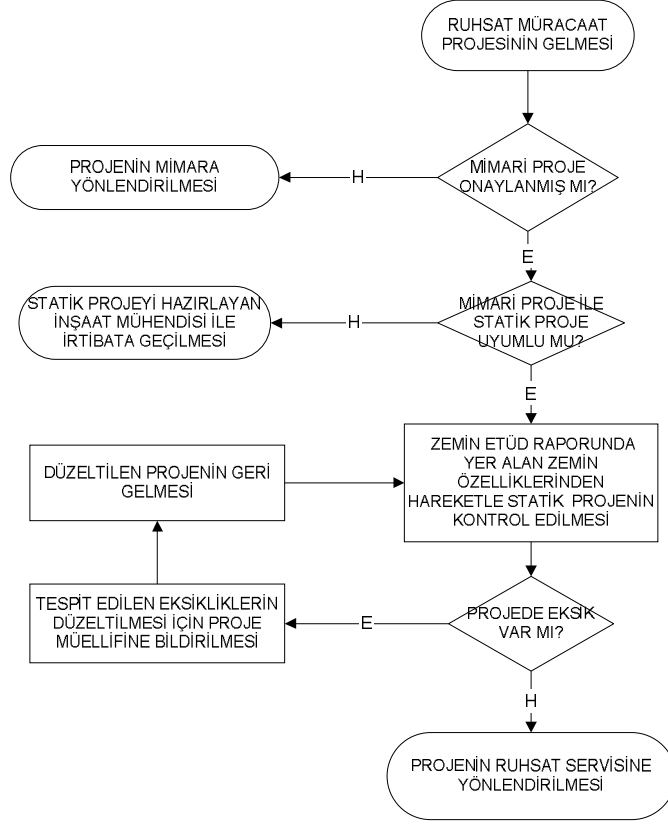 RUHSAT MÜRACAAT
PROJESİNİN GELMESİ
MİMARİ PROJE
ONAYLANMIŞ MI?
H
PROJENİN MİMARA
YÖNLENDİRİLMESİ
E
MİMARİ PROJE İLE
STATİK PROJE
UYUMLU MU?
H
STATİK PROJEYİ HAZIRLAYAN
İNŞAAT MÜHENDİSİ İLE
İRTİBATA GEÇİLMESİ
E
ZEMİN ETÜD RAPORUNDA
YER ALAN ZEMİN
ÖZELLİKLERİNDEN
HAREKETLE STATİK PROJENİN
KONTROL EDİLMESİ
DÜZELTİLEN PROJENİN GERİ
GELMESİ
PROJEDE EKSİK
VAR MI?
E
TESPİT EDİLEN EKSİKLİKLERİN
DÜZELTİLMESİ İÇİN PROJE
MÜELLİFİNE BİLDİRİLMESİ
H
PROJENİN RUHSAT SERVİSİNE
YÖNLENDİRİLMESİ